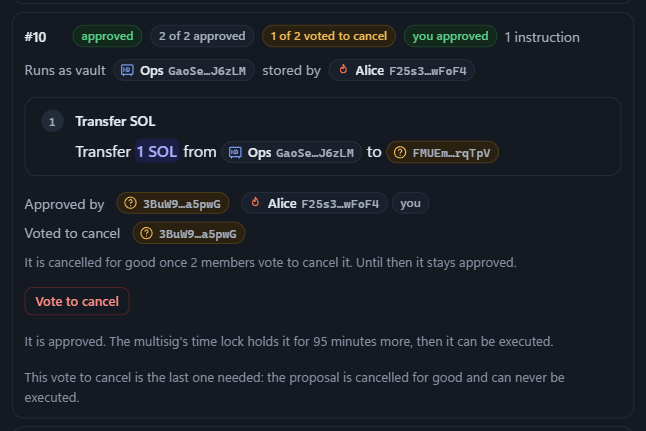 #10 approved 2 of 2 approved 1 of 2 voted to cancel you approved 1 instruction
Runs as vault Ops GaoSe…J6zLM stored by Alice F25s3…wFoF4
1 Transfer SOL
Transfer 1 SOL from Ops GaoSe…J6zLM to FMUEm…rqTpV
Approved by 3BuW9…a5pwG Alice F25s3…wFoF4 you
Voted to cancel 3BuW9…a5pwG
It is cancelled for good once 2 members vote to cancel it. Until then it stays approved.
Vote to cancel
It is approved. The multisig's time lock holds it for 95 minutes more, then it can be executed.
This vote to cancel is the last one needed: the proposal is cancelled for good and can never be
executed.